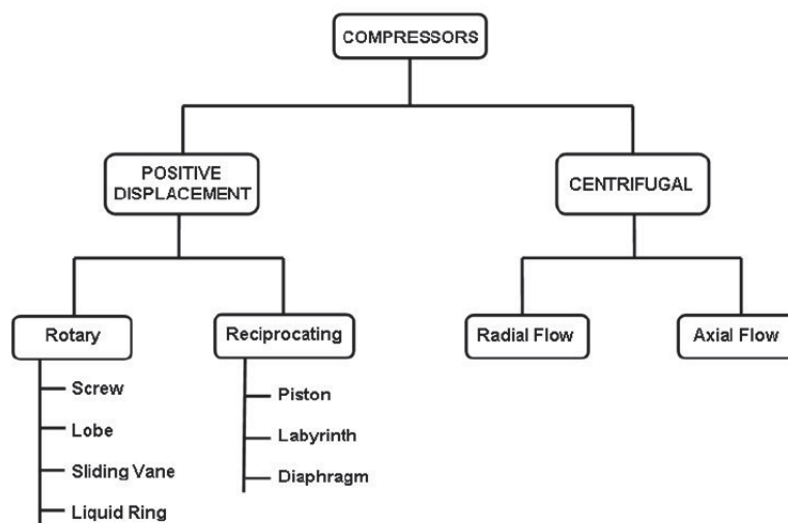 COMPRESSORS
POSITIVE
DISPLACEMENT
CENTRIFUGAL
Rotary
Reciprocating
Radial Flow
Axial Flow
Screw
Lobe
Sliding Vane
Liquid Ring
Piston
Labyrinth
Diaphragm